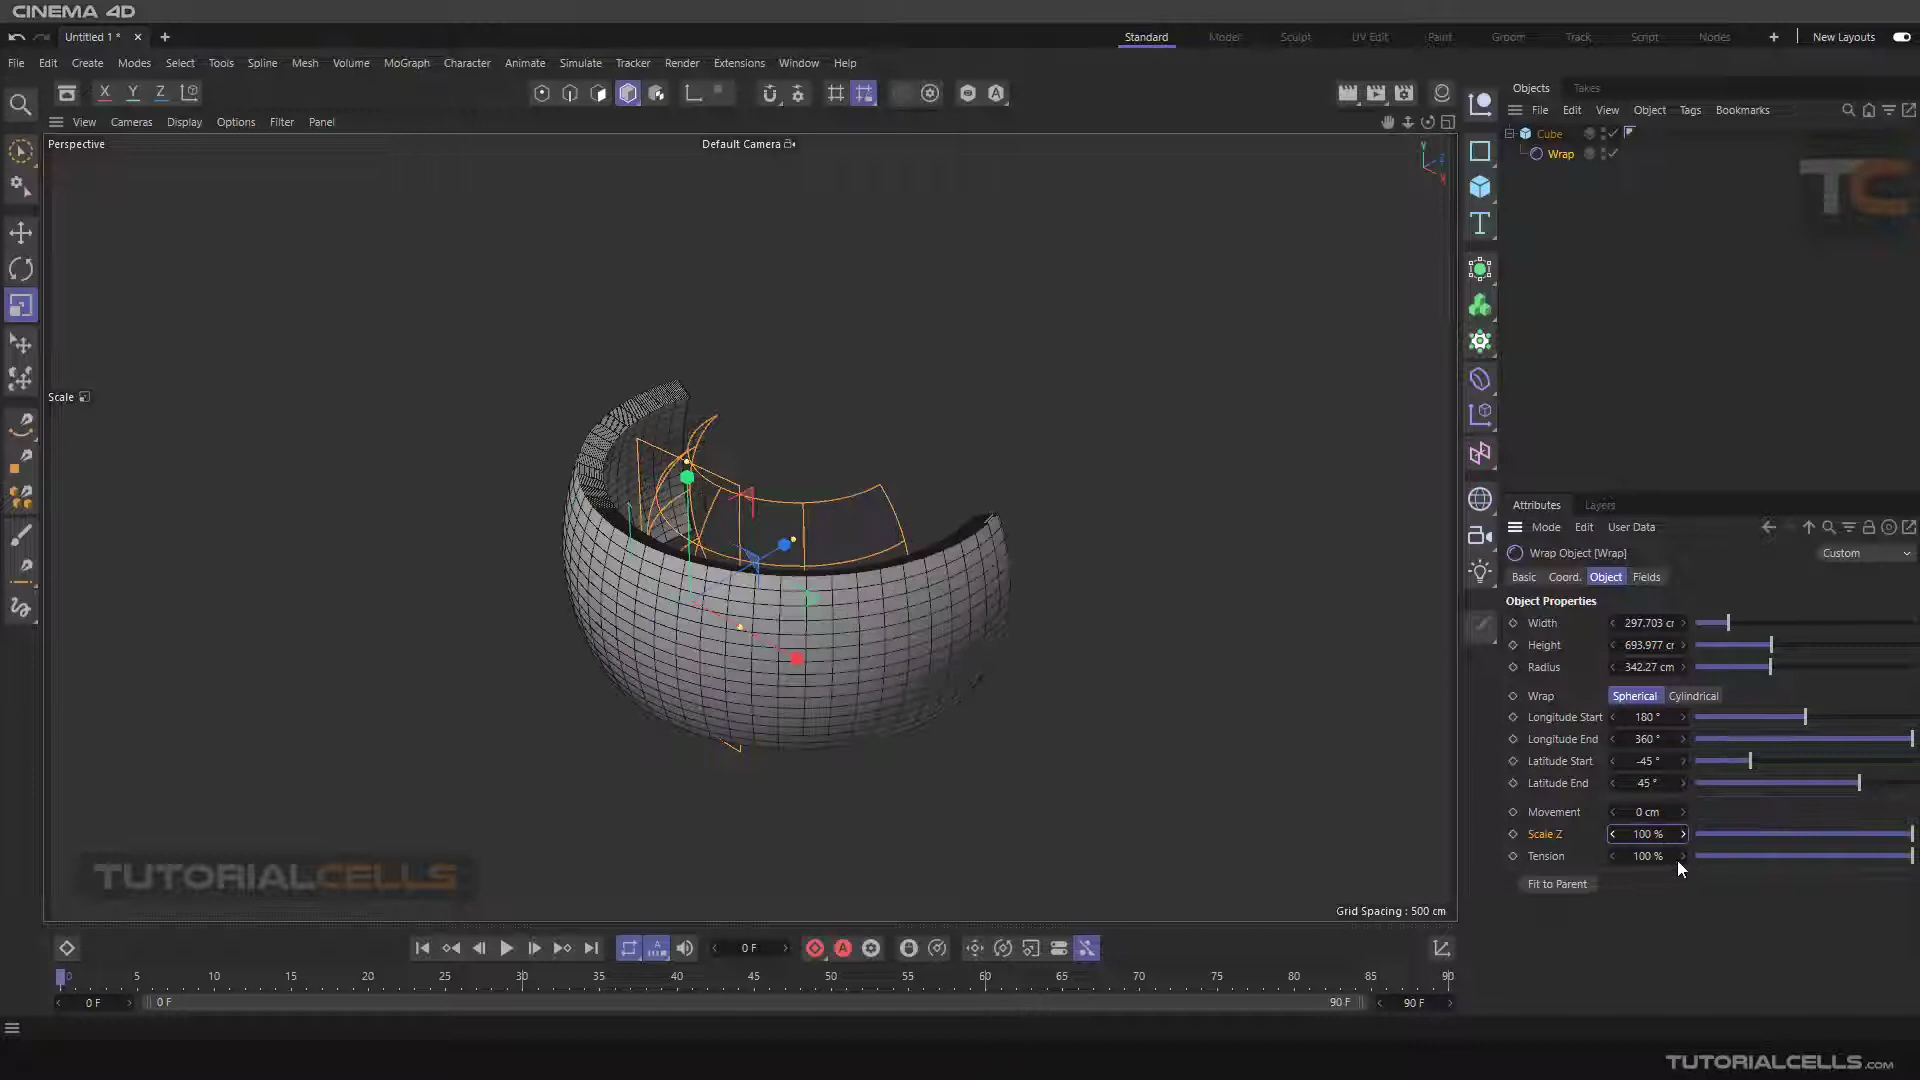 CINEMA 4D
Untitled 1 *
Standard Model Sculpt UV Edit Paint Groom Track Script Nodes New Layouts
File Edit Create Modes Select Tools Spline Mesh Volume MoGraph Character Animate Simulate Tracker Render Extensions Window Help
Objects Takes
X Y Z
File Edit View Object Tags Bookmarks
View Cameras Display Options Filter Panel
Cube
Wrap
TC
Perspective
Default Camera
Y
Z
X
Scale
Attributes Layers
Mode Edit User Data
Wrap Object [Wrap]
Custom
Basic Coord. Object Fields
Object Properties
Width 297.703 cr
Height 693.977 cr
Radius 342.27 cm
Wrap Spherical Cylindrical
Longitude Start 180 °
Longitude End 360 °
Latitude Start -45 °
Latitude End 45 °
Movement 0 cm
Scale Z 100 %
Tension 100 %
Fit to Parent
TUTORIALCELLS
Grid Spacing : 500 cm
0 F
0 5 10 15 20 25 30 35 40 45 50 55 60 65 70 75 80 85 90
0 F 0 F 90 F 90 F
TUTORIALCELLS.COM